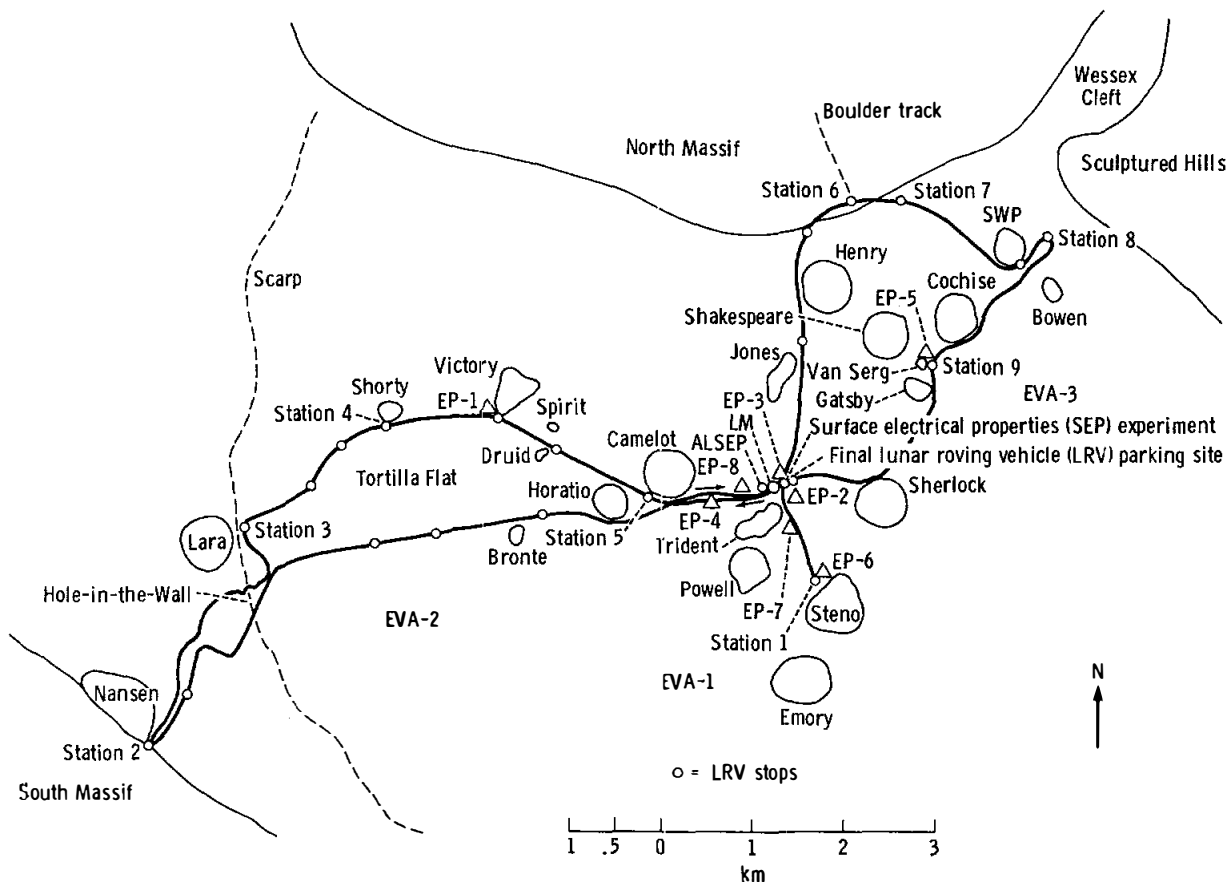 Wessex
Cleft
Boulder track
North Massif
Sculptured Hills
Station 6
Station 7
SWP
Station 8
Henry
Scarp
Cochise
EP-5
Shakespeare
Bowen
Jones
Victory
Van Serg
Station 9
Shorty
EP-1
EP-3
Gatsby
EVA-3
Station 4
Spirit
LM
Surface electrical properties (SEP) experiment
Camelot
ALSEP
Druid
EP-8
Final lunar roving vehicle (LRV) parking site
Tortilla Flat
Horatio
EP-2
Sherlock
Station 3
EP-4
Lara
Station 5
Bronte
Trident
EP-6
Powell
Hole-in-the-Wall
EP-7
Steno
EVA-2
Station 1
N
Nansen
EVA-1
Emory
Station 2
o = LRV stops
South Massif
1 .5 0 1 2 3
km